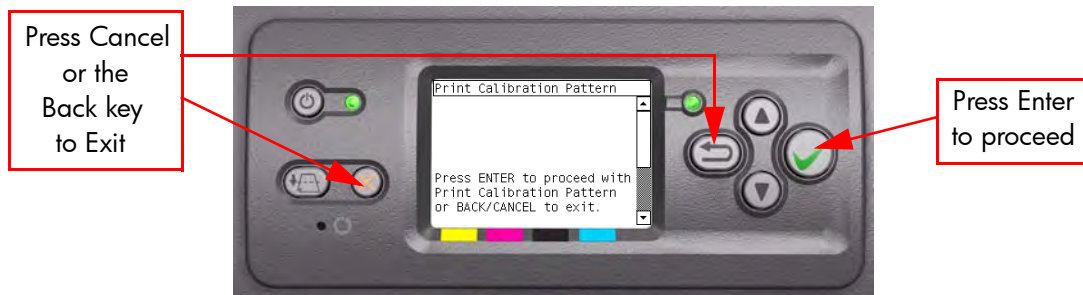 Press Cancel
or the
Back key
to Exit
Print Calibration Pattern
Press ENTER to proceed with
Print Calibration Pattern
or BACK/CANCEL to exit.
Press Enter
to proceed